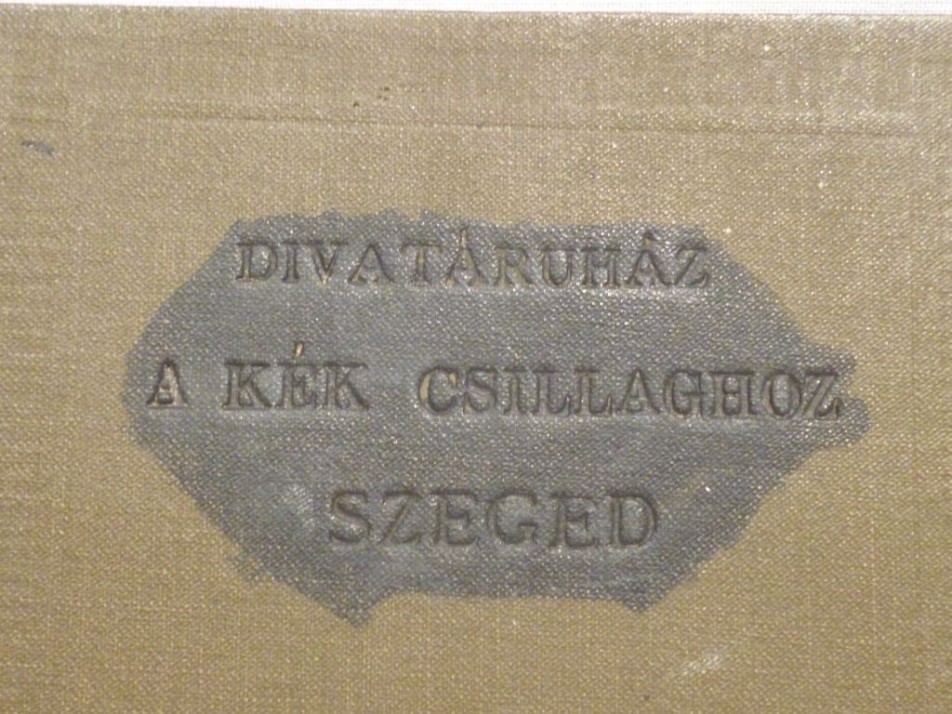 DIVATÁRUHÁZ
A KÉK CSILLAGHOZ
SZEGED